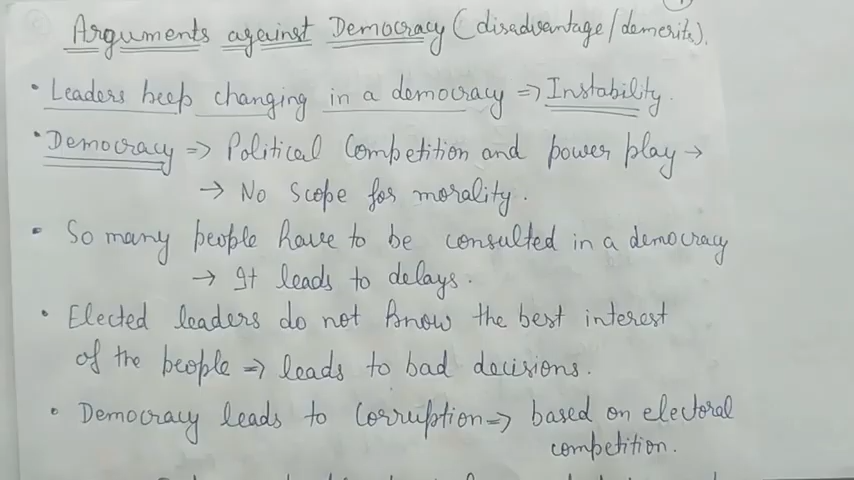 Arguments against Democracy (disadvantage/demerits).
• Leaders keep changing in a democracy ⇒ Instability.
• Democracy ⇒ Political Competition and power play →
→ No scope for morality.
• So many people have to be consulted in a democracy
→ It leads to delays.
• Elected leaders do not know the best interest
of the people ⇒ leads to bad decisions.
• Democracy leads to Corruption ⇒ based on electoral
competition.